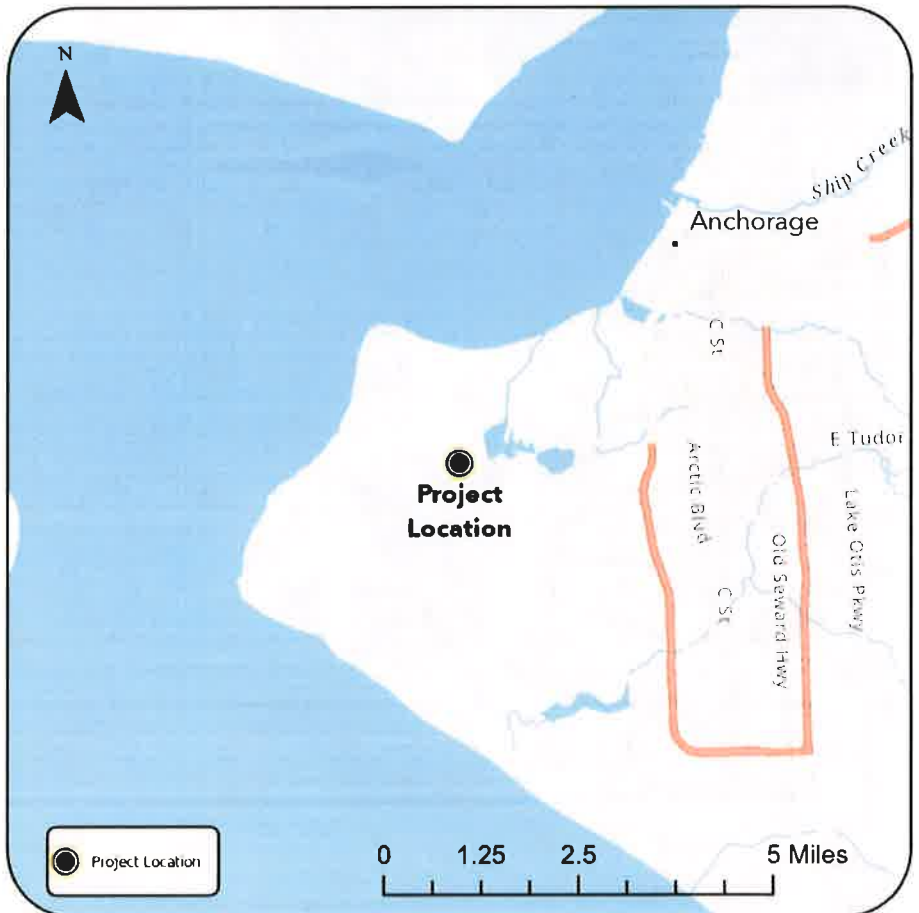 N
Ship Creek
Anchorage
C St
E Tudor
Arctic Blvd
Project
Location
Lake Otis Pkwy
Old Seward Hwy
C St
Project Location
0 1.25 2.5 5 Miles